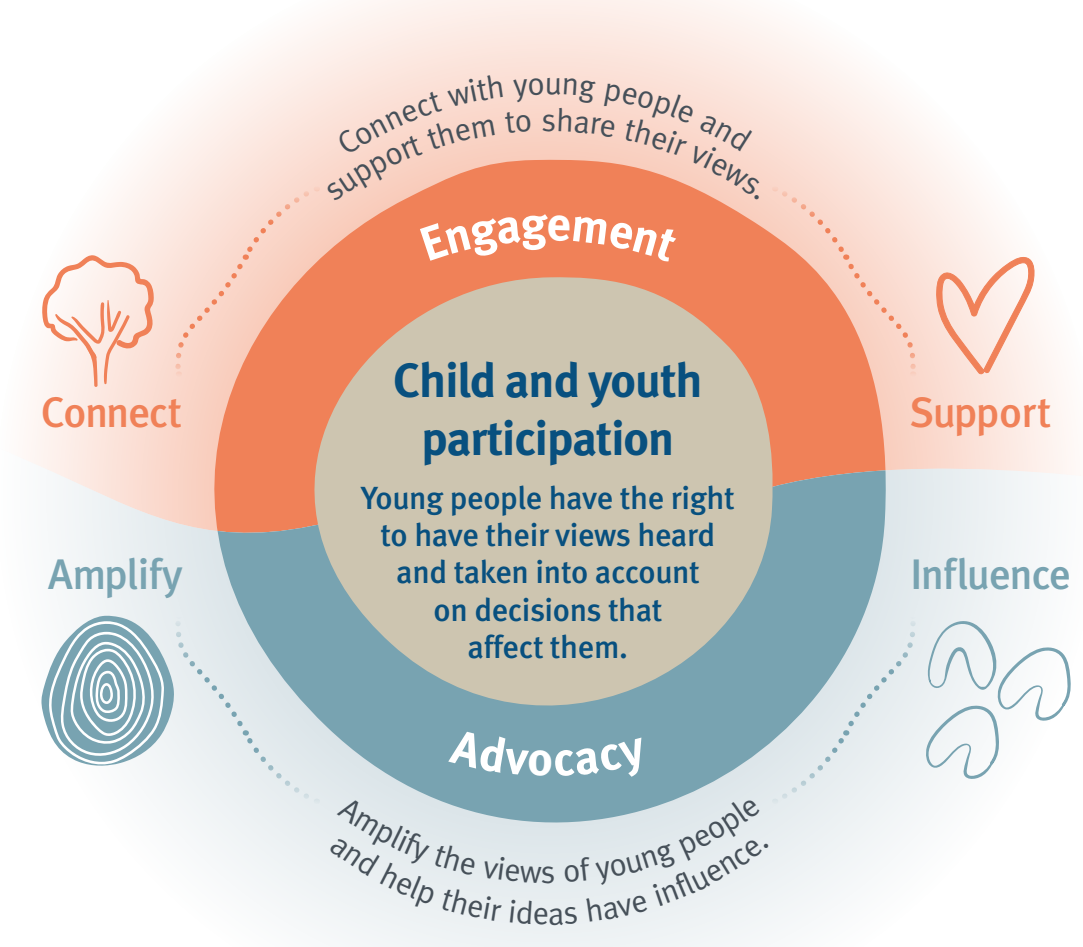 Connect with young people and
support them to share their views.
Engagement
Connect
Support
Child and youth
participation
Young people have the right
to have their views heard
and taken into account
on decisions that
affect them.
Amplify
Influence
Advocacy
Amplify the views of young people
and help their ideas have influence.